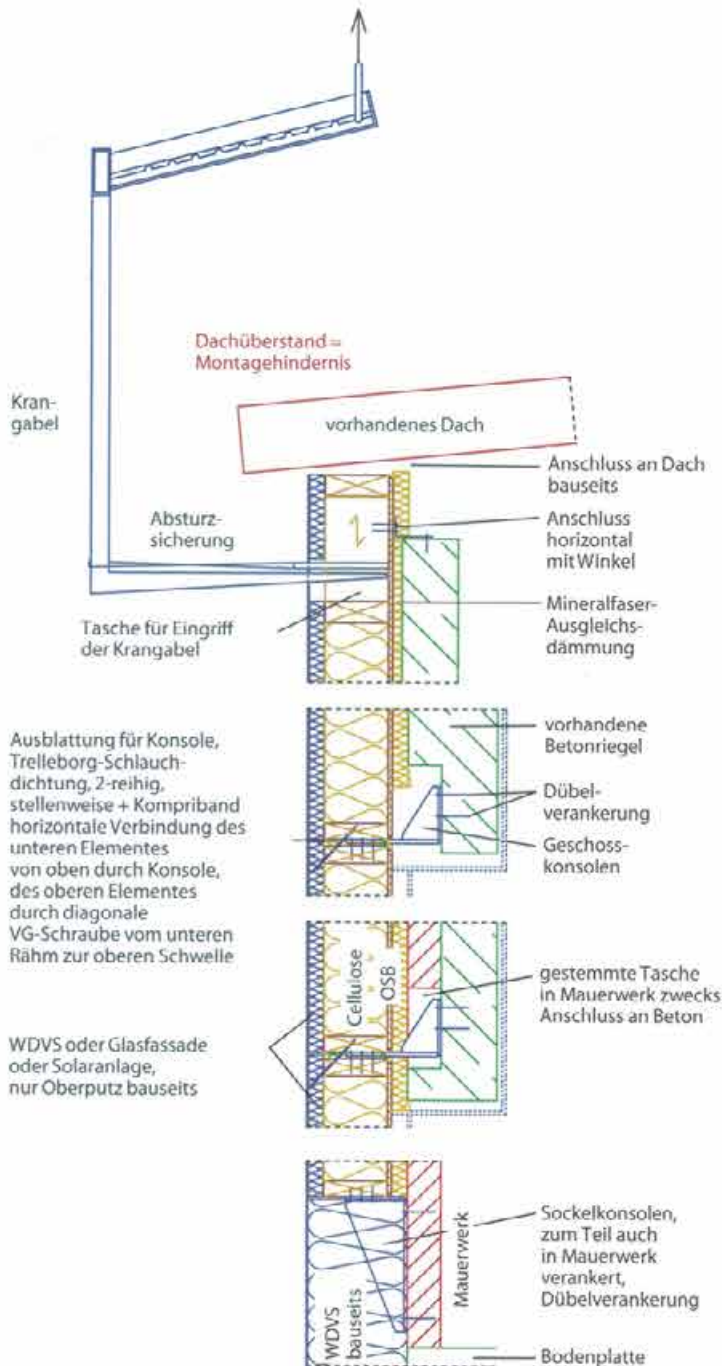 Dachüberstand =
Montagehindernis
Kran-
gabel
vorhandenes Dach
Anschluss an Dach
bauseits
Absturz-
sicherung
Anschluss
horizontal
mit Winkel
Tasche für Eingriff
der Krangabel
Mineralfaser-
Ausgleichs-
dämmung
Ausblattung für Konsole,
Trelleborg-Schlauch-
dichtung, 2-reihig,
stellenweise + Kompriband
horizontale Verbindung des
unteren Elementes
von oben durch Konsole,
des oberen Elementes
durch diagonale
VG-Schraube vom unteren
Rähm zur oberen Schwelle
vorhandene
Betonriegel
Dübel-
verankerung
Geschoss-
konsolen
Cellulose
OSB
gestemmte Tasche
in Mauerwerk zwecks
Anschluss an Beton
WDVS oder Glasfassade
oder Solaranlage,
nur Oberputz bauseits
WDVS
bauseits
Mauerwerk
Sockelkonsolen,
zum Teil auch
in Mauerwerk
verankert,
Dübelverankerung
Bodenplatte